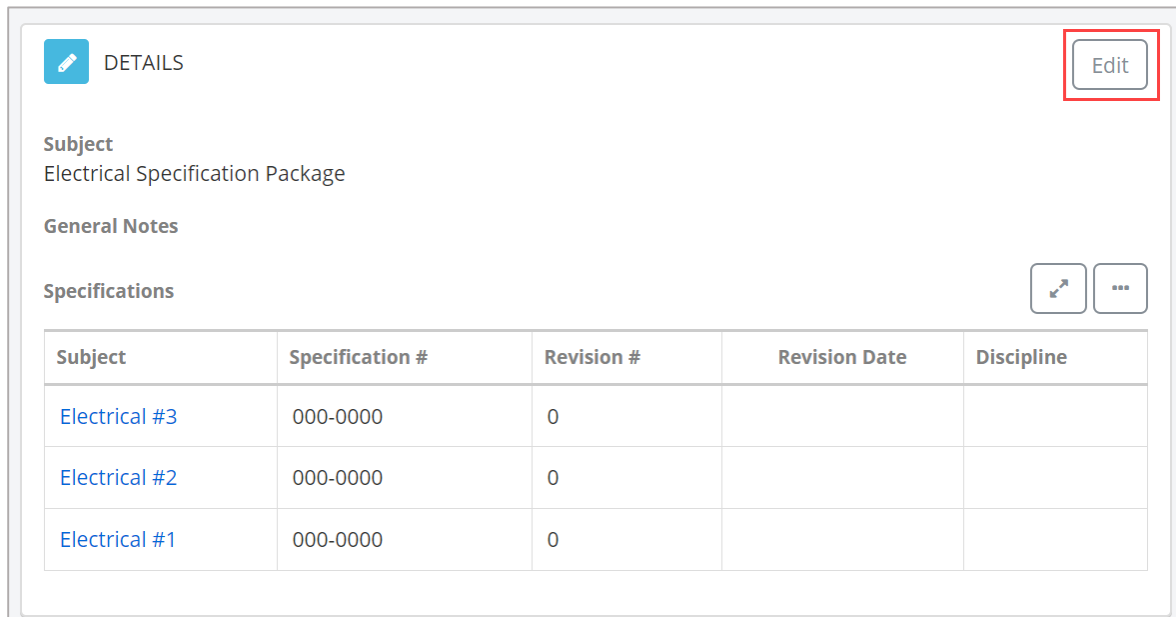 DETAILS Edit
Subject
Electrical Specification Package
General Notes
Specifications
Subject Specification # Revision # Revision Date Discipline
Electrical #3 000-0000 0
Electrical #2 000-0000 0
Electrical #1 000-0000 0